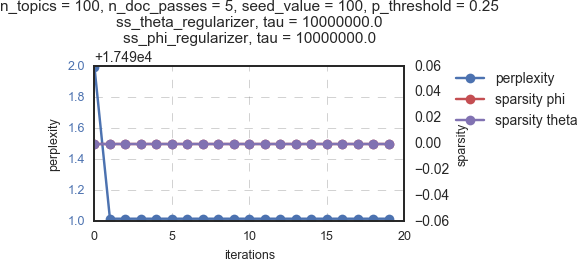 n_topics = 100, n_doc_passes = 5, seed_value = 100, p_threshold = 0.25
ss_theta_regularizer, tau = 10000000.0
ss_phi_regularizer, tau = 10000000.0
+1.749e4
2.0
1.8
1.6
1.4
1.2
1.0
perplexity
0
5
10
15
20
iterations
0.06
0.04
0.02
0.00
−0.02
−0.04
−0.06
sparsity
perplexity
sparsity phi
sparsity theta